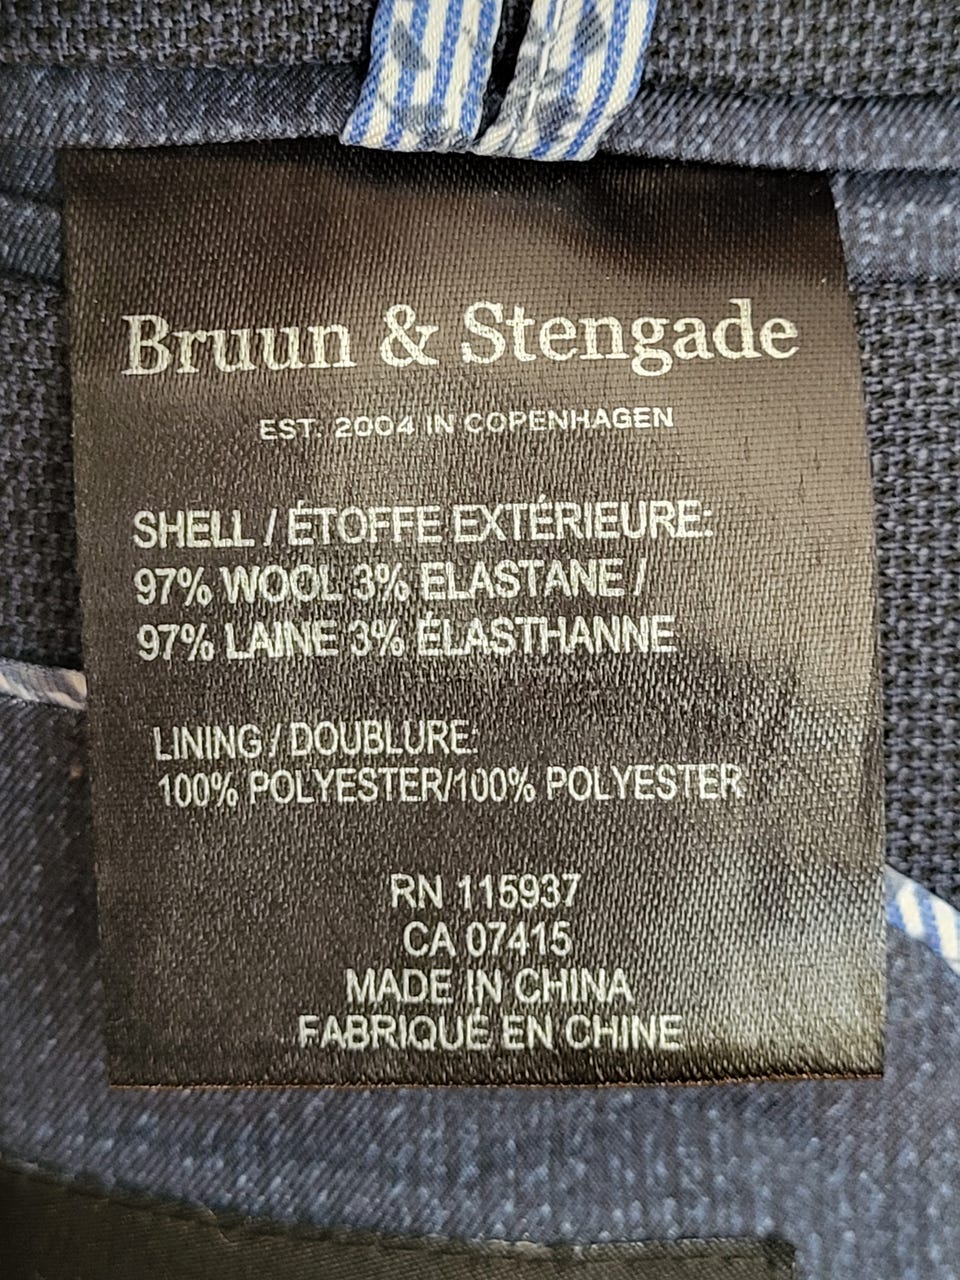 Bruun & Stengade
EST. 2004 IN COPENHAGEN
SHELL / ÉTOFFE EXTÉRIEURE:
97% WOOL 3% ELASTANE /
97% LAINE 3% ÉLASTHANNE
LINING / DOUBLURE:
100% POLYESTER/100% POLYESTER
RN 115937
CA 07415
MADE IN CHINA
FABRIQUÉ EN CHINE